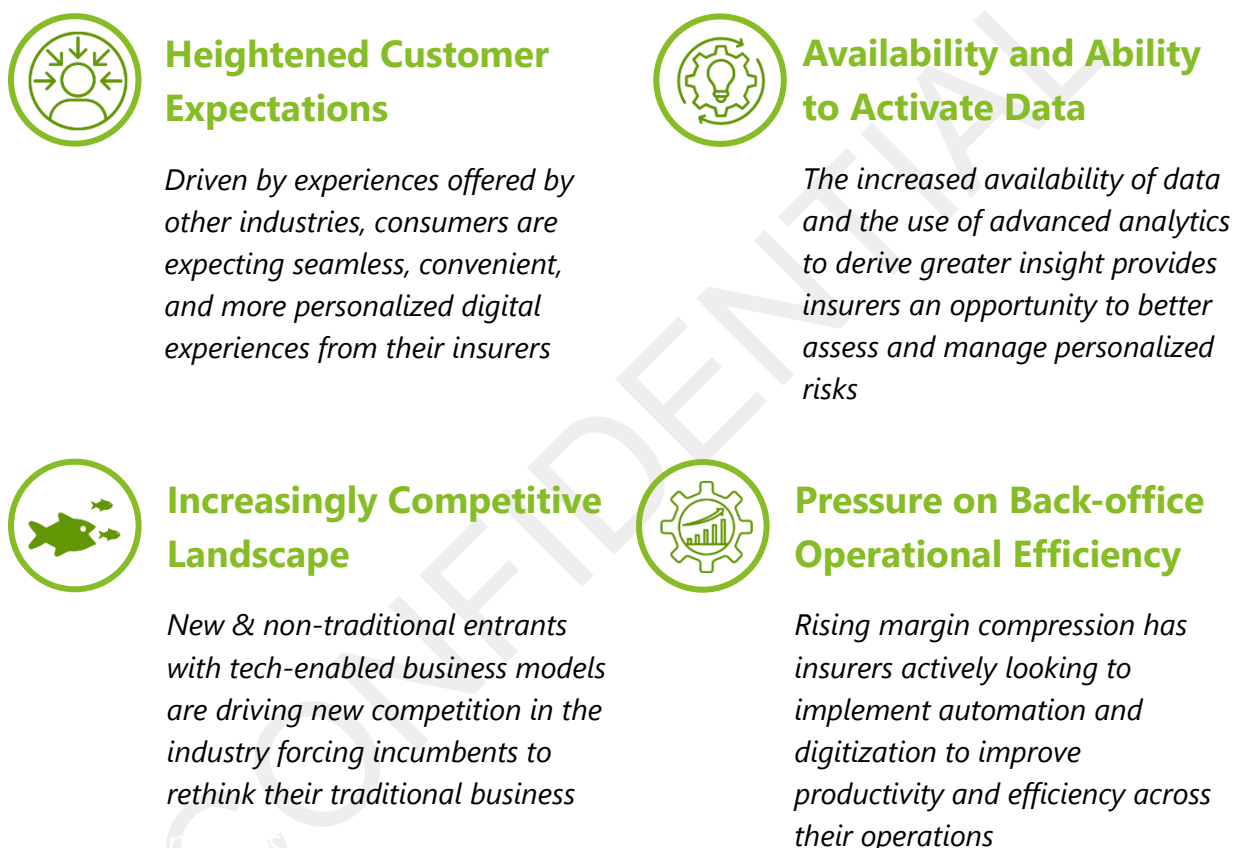 Heightened Customer
Expectations
Driven by experiences offered by
other industries, consumers are
expecting seamless, convenient,
and more personalized digital
experiences from their insurers
Availability and Ability
to Activate Data
The increased availability of data
and the use of advanced analytics
to derive greater insight provides
insurers an opportunity to better
assess and manage personalized
risks
Increasingly Competitive
Landscape
New & non-traditional entrants
with tech-enabled business models
are driving new competition in the
industry forcing incumbents to
rethink their traditional business
Pressure on Back-office
Operational Efficiency
Rising margin compression has
insurers actively looking to
implement automation and
digitization to improve
productivity and efficiency across
their operations
CONFIDENTIAL